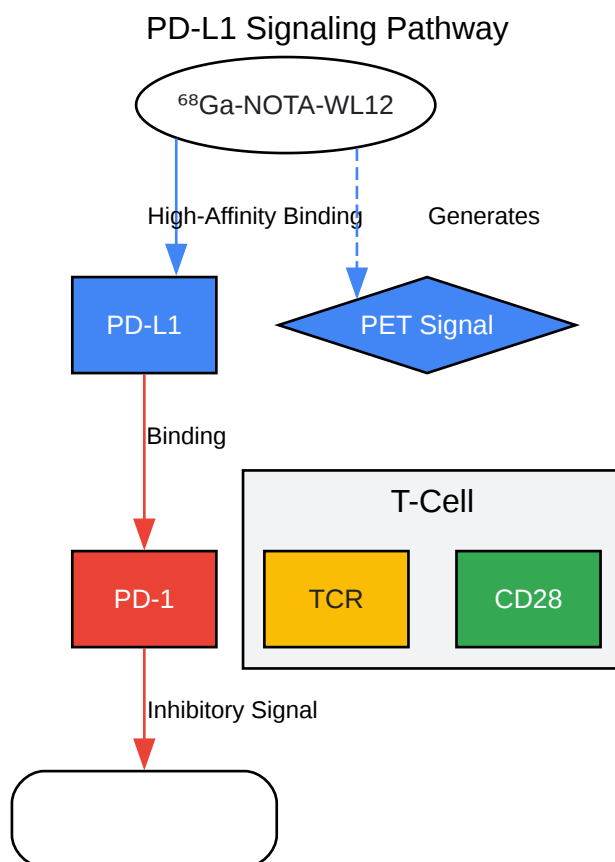 PD-L1 Signaling Pathway
⁶⁸Ga-NOTA-WL12
High-Affinity Binding
Generates
PD-L1
PET Signal
Binding
T-Cell
PD-1
TCR
CD28
Inhibitory Signal